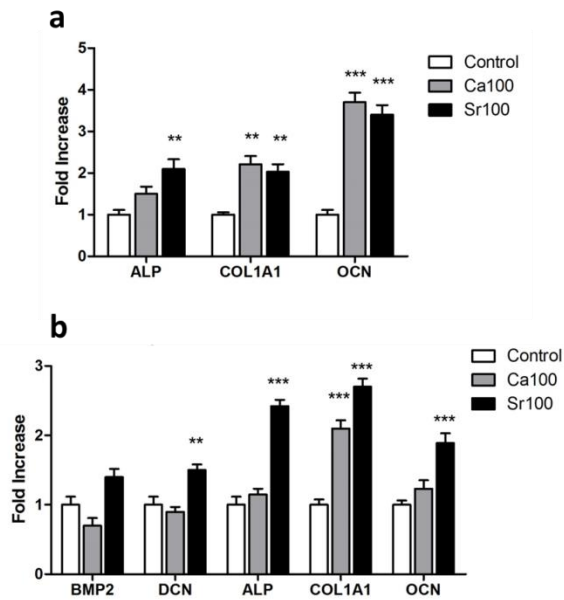 a
Fold Increase
5
4
3
2
1
0
** ** ** *** ***
ALP COL1A1 OCN
Control
Ca100
Sr100
b
Fold Increase
3
2
1
0
** *** *** *** ***
BMP2 DCN ALP COL1A1 OCN
Control
Ca100
Sr100